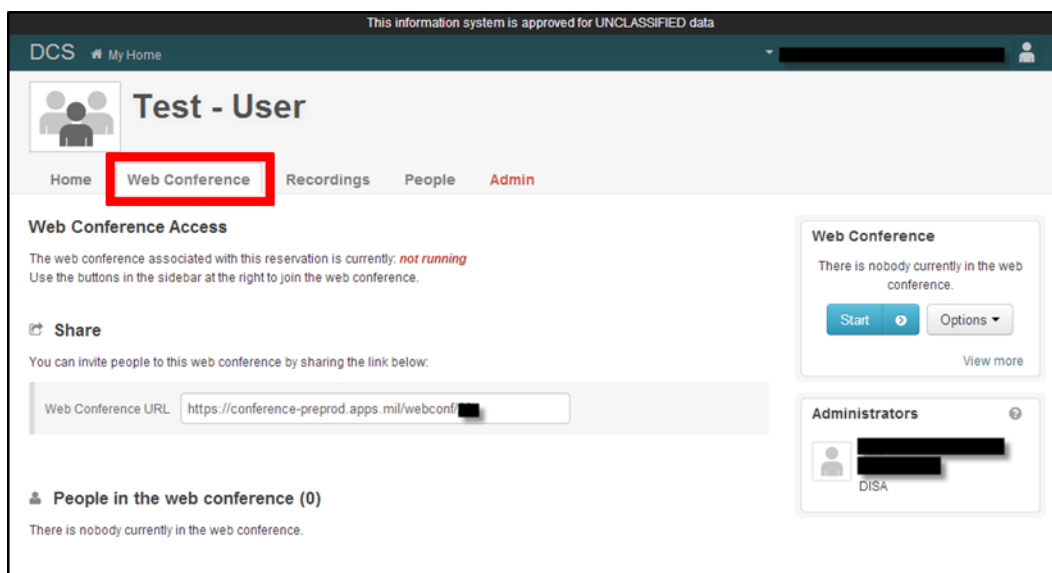 This information system is approved for UNCLASSIFIED data
DCS My Home
Test - User
Home Web Conference Recordings People Admin
Web Conference Access
The web conference associated with this reservation is currently: not running
Use the buttons in the sidebar at the right to join the web conference.
Share
You can invite people to this web conference by sharing the link below:
Web Conference URL https://conference-preprod.apps.mil/webconf/
People in the web conference (0)
There is nobody currently in the web conference.
Web Conference
There is nobody currently in the web
conference.
Start Options
View more
Administrators
DISA